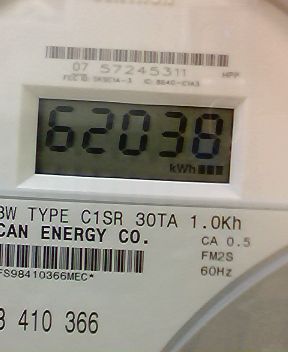 07 57245311 HPP
62038
kWh
3W TYPE C1SR 30TA 1.0Kh
CAN ENERGY CO.
CA 0.5
FM2S
FS98410366MEC*
60Hz
3 410 366